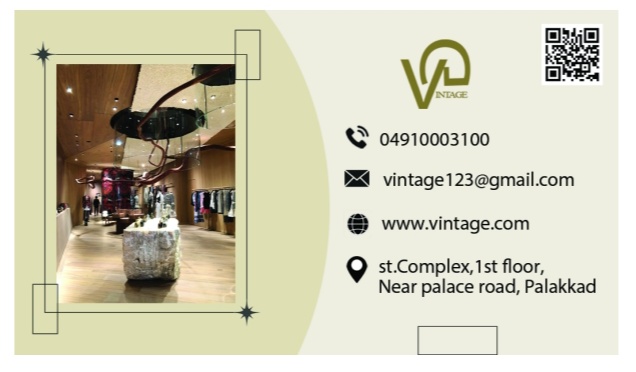 VINTAGE
04910003100
vintage123@gmail.com
www.vintage.com
st.Complex,1st floor,
Near palace road, Palakkad